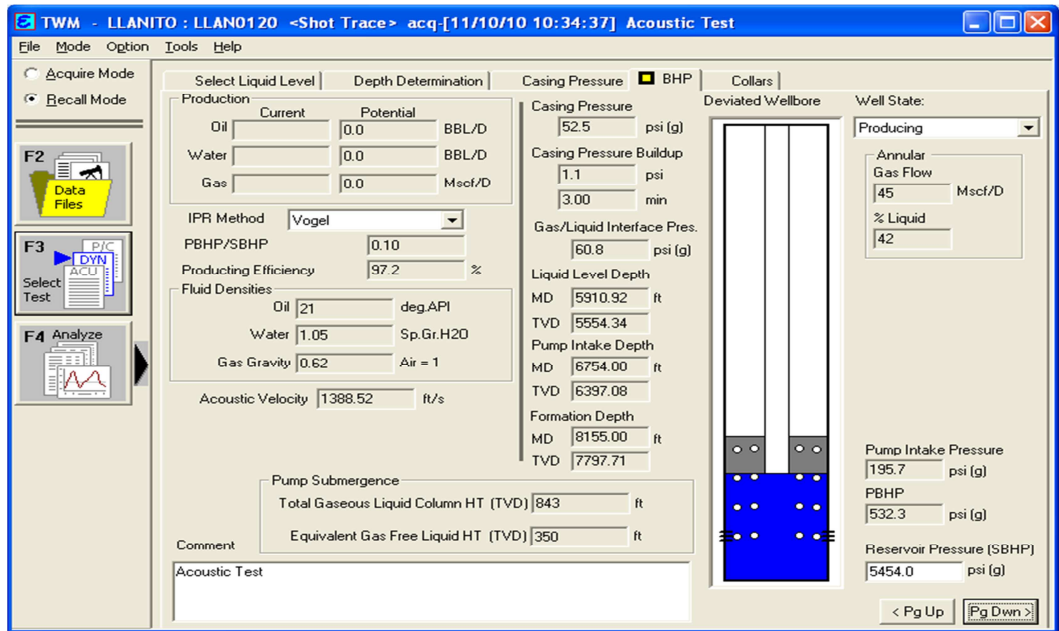 TWM - LLANITO : LLAN0120 <Shot Trace> acq-[11/10/10 10:34:37] Acoustic Test
File Mode Option Tools Help
Acquire Mode
Recall Mode
F2
Data
Files
F3
P/C
DYN
ACU
Select
Test
F4 Analyze
Select Liquid Level
Depth Determination
Casing Pressure
BHP
Collars
Production
Current Potential
Oil 0.0 BBL/D
Water 0.0 BBL/D
Gas 0.0 Mscf/D
IPR Method Vogel
PBHP/SBHP 0.10
Producting Efficiency 97.2 %
Fluid Densities
Oil 21 deg.API
Water 1.05 Sp.Gr.H2O
Gas Gravity 0.62 Air = 1
Acoustic Velocity 1388.52 ft/s
Casing Pressure
52.5 psi (g)
Casing Pressure Buildup
1.1 psi
3.00 min
Gas/Liquid Interface Pres.
60.8 psi (g)
Liquid Level Depth
MD 5910.92 ft
TVD 5554.34
Pump Intake Depth
MD 6754.00 ft
TVD 6397.08
Formation Depth
MD 8155.00 ft
TVD 7797.71
Pump Submergence
Total Gaseous Liquid Column HT (TVD) 843 ft
Equivalent Gas Free Liquid HT (TVD) 350 ft
Comment
Acoustic Test
Deviated Wellbore
Well State:
Producing
Annular
Gas Flow
45 Mscf/D
% Liquid
42
Pump Intake Pressure
195.7 psi (g)
PBHP
532.3 psi (g)
Reservoir Pressure (SBHP)
5454.0 psi (g)
< Pg Up
Pg Dwn >